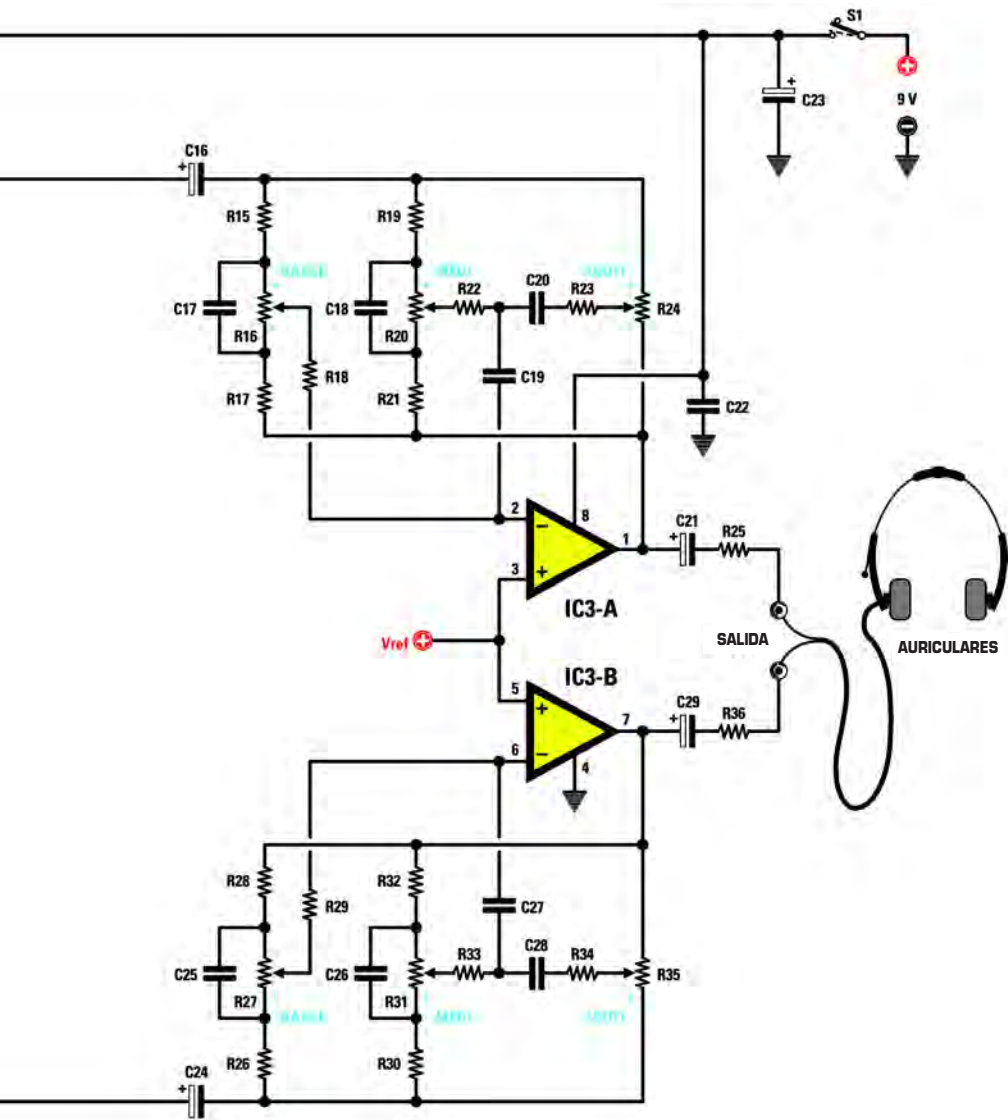 S1
+
C23
9 V
C16
+
R15
R19
C17
R16
C18
R20
R22
C20
R23
R24
R18
C19
R17
R21
C22
2
−
8
1
3
+
IC3-A
C21
+
R25
Vref
SALIDA
AURICULARES
IC3-B
5
+
7
6
−
4
C29
+
R36
R28
R32
R29
C27
C25
R27
C26
R31
R33
C28
R34
R35
R26
R30
C24
+